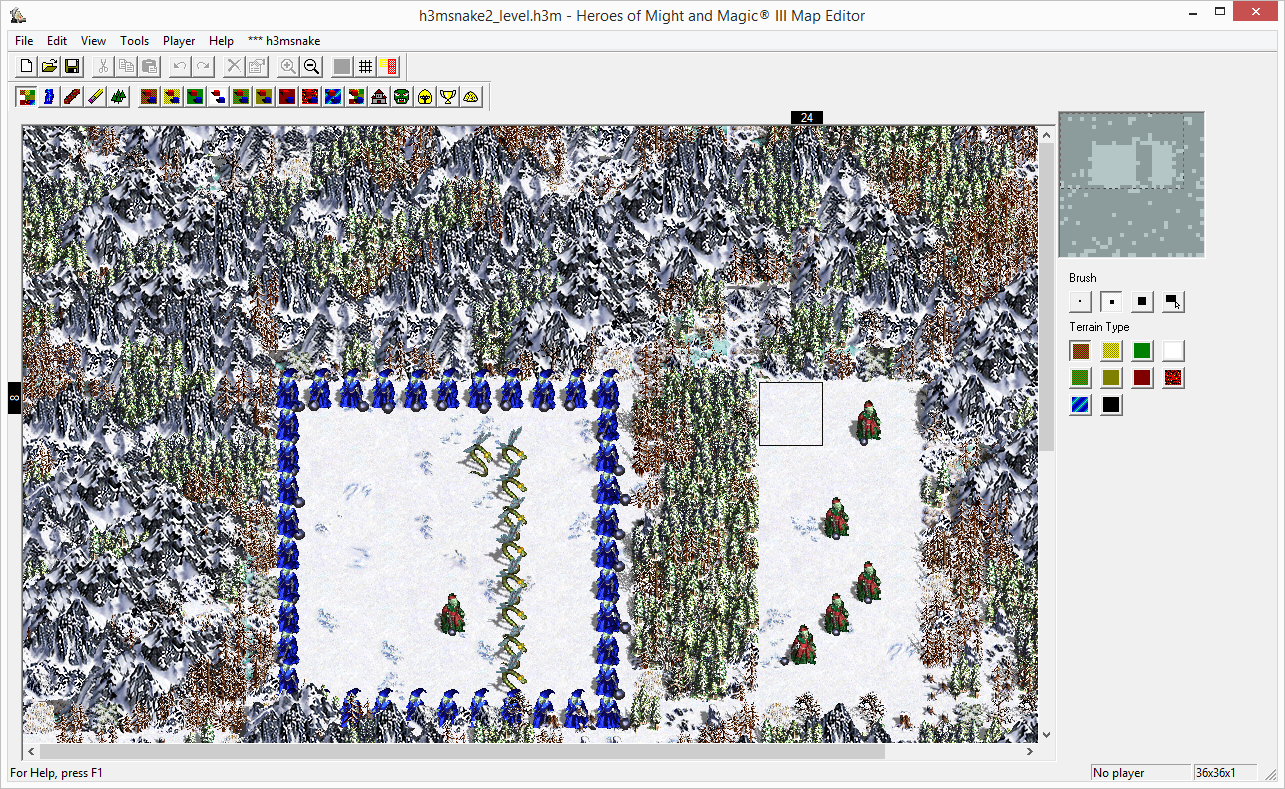 h3msnake2_level.h3m - Heroes of Might and Magic® III Map Editor
File Edit View Tools Player Help *** h3msnake
24
8
Brush
Terrain Type
For Help, press F1
No player
36x36x1